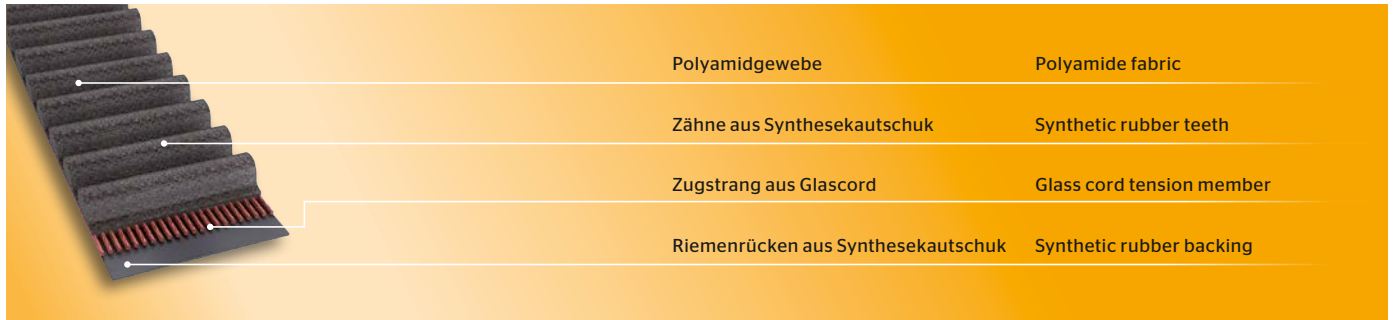 Polyamidgewebe Polyamide fabric
Zähne aus Synthesekautschuk Synthetic rubber teeth
Zugstrang aus Glascord Glass cord tension member
Riemenrücken aus Synthesekautschuk Synthetic rubber backing